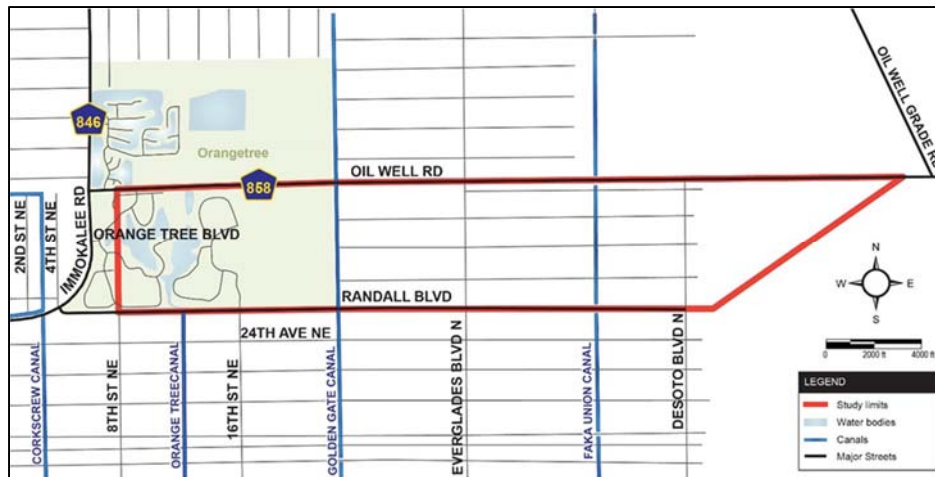 846
Orangetree
858
OIL WELL RD
OIL WELL GRADE RD
2ND ST NE
4TH ST NE
IMMOKALEE RD
ORANGE TREE BLVD
RANDALL BLVD
24TH AVE NE
CORKSCREW CANAL
8TH ST NE
ORANGE TREECANAL
16TH ST NE
GOLDEN GATE CANAL
EVERGLADES BLVD N
FAKA UNION CANAL
DESOTO BLVD N
N
W
E
S
0 2000 ft 4000 ft
LEGEND
Study limits
Water bodies
Canals
Major Streets